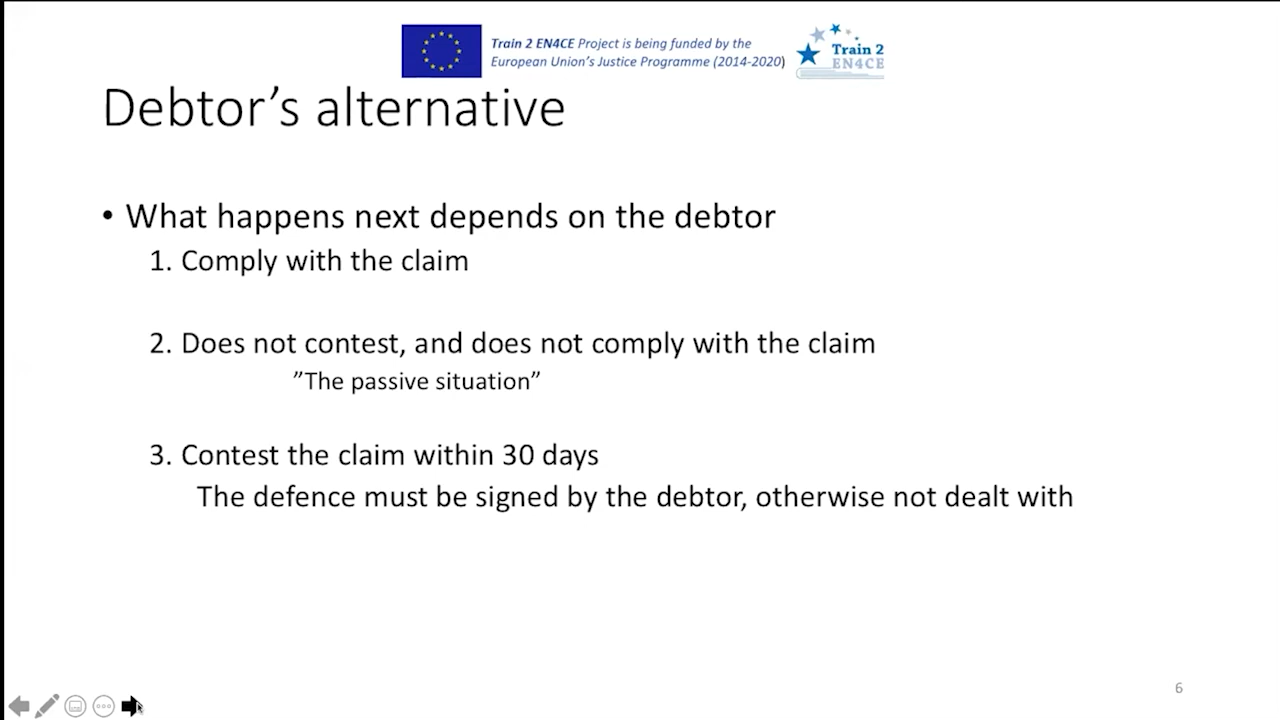 Train 2 EN4CE Project is being funded by the
European Union's Justice Programme (2014-2020)
Train 2
EN4CE
Debtor's alternative
• What happens next depends on the debtor
1. Comply with the claim
2. Does not contest, and does not comply with the claim
”The passive situation”
3. Contest the claim within 30 days
The defence must be signed by the debtor, otherwise not dealt with
6